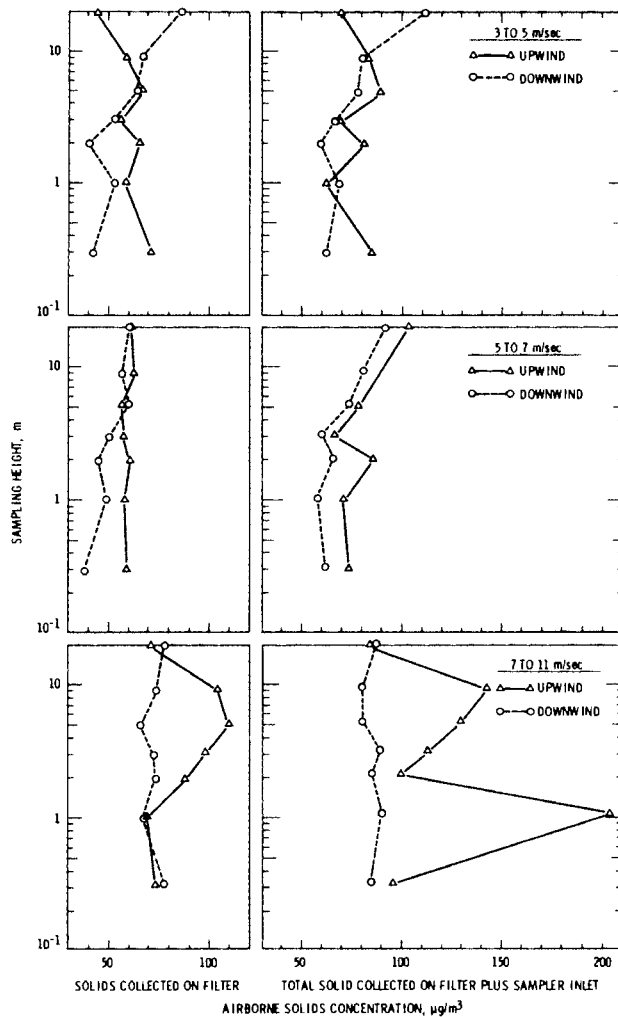 3 TO 5 m/sec
UPWIND
DOWNWIND
10
1
10-1
5 TO 7 m/sec
UPWIND
DOWNWIND
10
1
10-1
SAMPLING HEIGHT, m
7 TO 11 m/sec
UPWIND
DOWNWIND
10
1
10-1
50 100 50 100 150 200
SOLIDS COLLECTED ON FILTER
TOTAL SOLID COLLECTED ON FILTER PLUS SAMPLER INLET
AIRBORNE SOLIDS CONCENTRATION, μg/m³